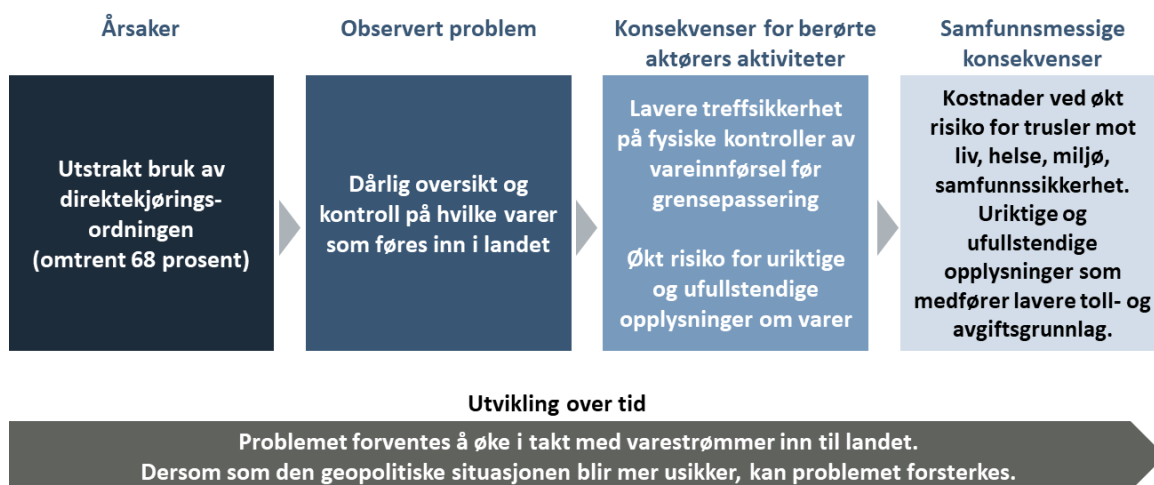 Årsaker
Utstrakt bruk av
direktekjørings-
ordningen
(omtrent 68 prosent)
Observert problem
Dårlig oversikt og
kontroll på hvilke varer
som føres inn i landet
Konsekvenser for berørte
aktørers aktiviteter
Lavere treffsikkerhet
på fysiske kontroller av
vareinnførsel før
grensepassering
Økt risiko for uriktige
og ufullstendige
opplysninger om varer
Samfunnsmessige
konsekvenser
Kostnader ved økt
risiko for trusler mot
liv, helse, miljø,
samfunnssikkerhet.
Uriktige og
ufullstendige
opplysninger som
medfører lavere toll- og
avgiftsgrunnlag.
Utvikling over tid
Problemet forventes å øke i takt med varestrømmer inn til landet.
Dersom som den geopolitiske situasjonen blir mer usikker, kan problemet forsterkes.